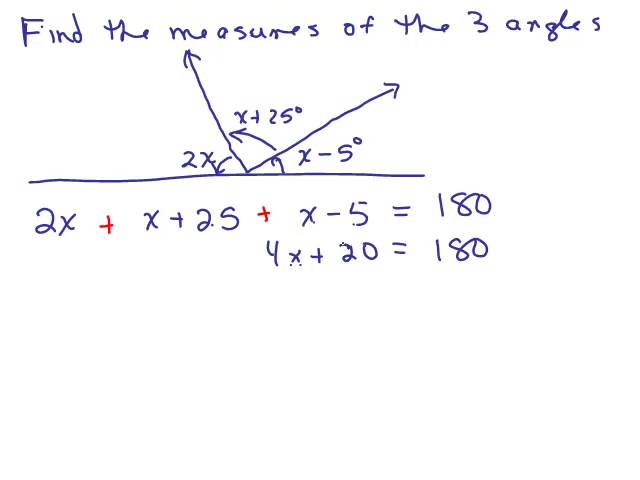 Find the measures of the 3 angles
x+25°
2x
x-5°
2x + x+25 + x-5 = 180
4x+20 = 180